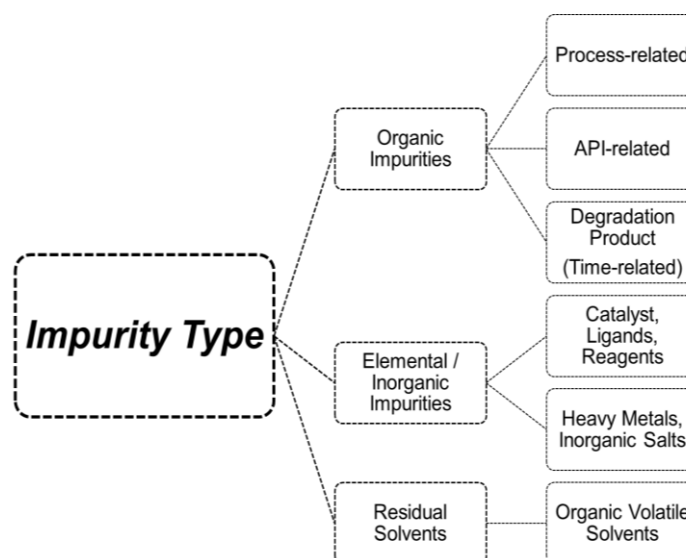 Impurity Type
Organic
Impurities
Process-related
API-related
Degradation
Product
(Time-related)
Elemental /
Inorganic
Impurities
Catalyst,
Ligands,
Reagents
Heavy Metals,
Inorganic Salts
Residual
Solvents
Organic Volatile
Solvents